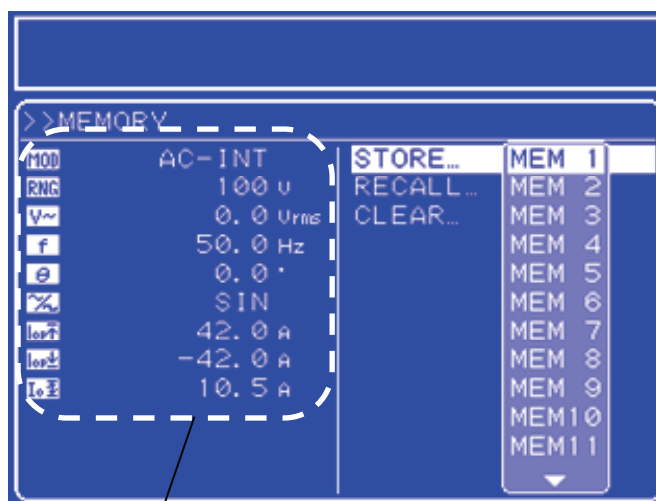 >>MEMORY
MOD AC-INT
RNG 100 V
V~ 0.0 Vrms
f 50.0 Hz
θ 0.0 °
SIN
42.0 A
-42.0 A
10.5 A
STORE…
RECALL…
CLEAR…
MEM 1
MEM 2
MEM 3
MEM 4
MEM 5
MEM 6
MEM 7
MEM 8
MEM 9
MEM10
MEM11